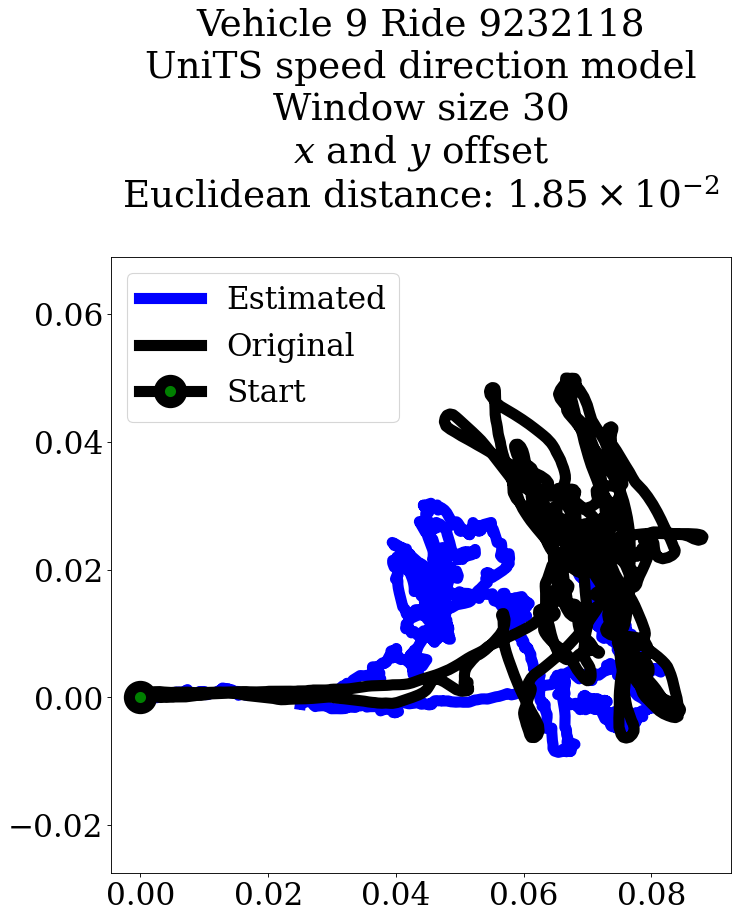 Vehicle 9 Ride 9232118
UniTS speed direction model
Window size 30
x and y offset
Euclidean distance: 1.85 × 10⁻²
Estimated
Original
Start
0.06
0.04
0.02
0.00
−0.02
0.00 0.02 0.04 0.06 0.08